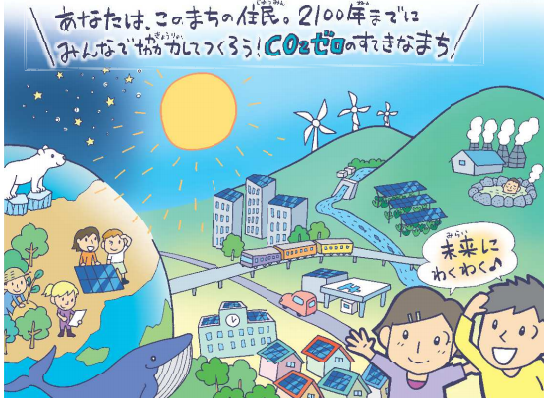 あなたは、このまちの住民。2100年までに
みんなで協力してつくろう!CO2ゼロのすてきなまち
未来に
わくわく♪